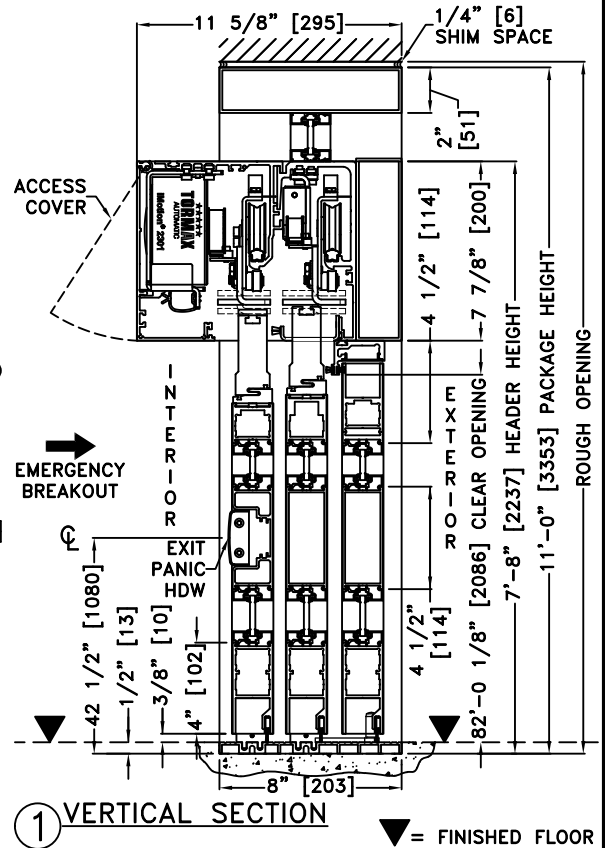 11 5/8" [295]
1/4" [6]
SHIM SPACE
2"
[51]
ACCESS
COVER
TORMAX
AUTOMATIC
iMotion® 2301
4 1/2" [114]
7 7/8" [200]
INTERIOR
EXTERIOR
EMERGENCY
BREAKOUT
℄
EXIT
PANIC
HDW
42 1/2" [1080]
1/2" [13]
3/8" [10]
4" [102]
4 1/2"
[114]
82'-0 1/8" [2086] CLEAR OPENING
7'-8" [2237] HEADER HEIGHT
11'-0" [3353] PACKAGE HEIGHT
ROUGH OPENING
8" [203]
1 VERTICAL SECTION
▼= FINISHED FLOOR